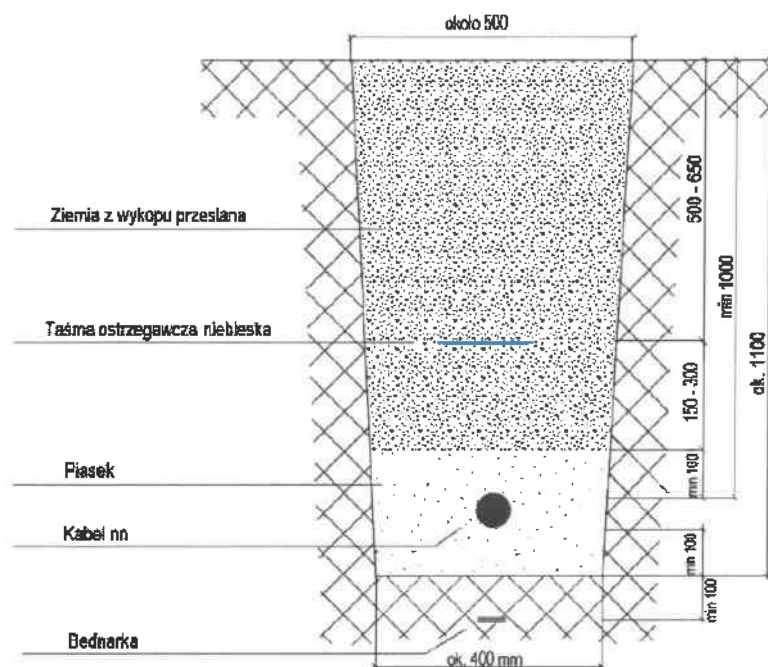 około 500
Ziemia z wykopu przesiana
500 - 650
min 1000
ok. 1100
Taśma ostrzegawcza niebieska
150 - 300
Piasek
min 100
Kabel nn
min 100
min 100
Bednarka
ok. 400 mm